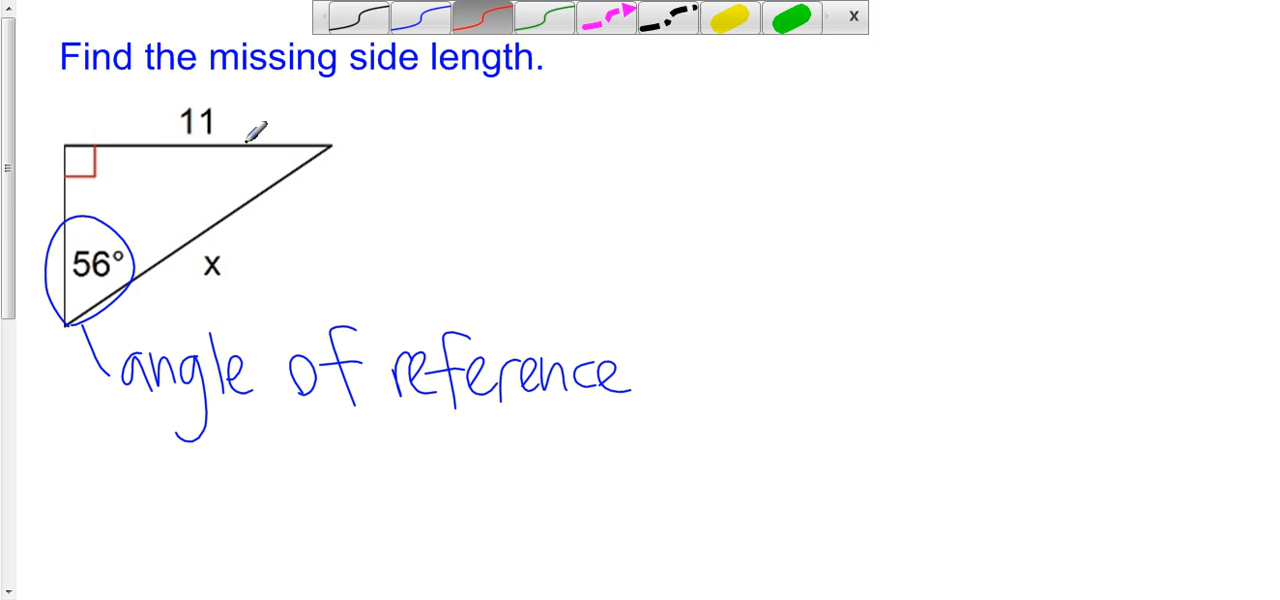 x
Find the missing side length.
11
56°
x
angle of reference